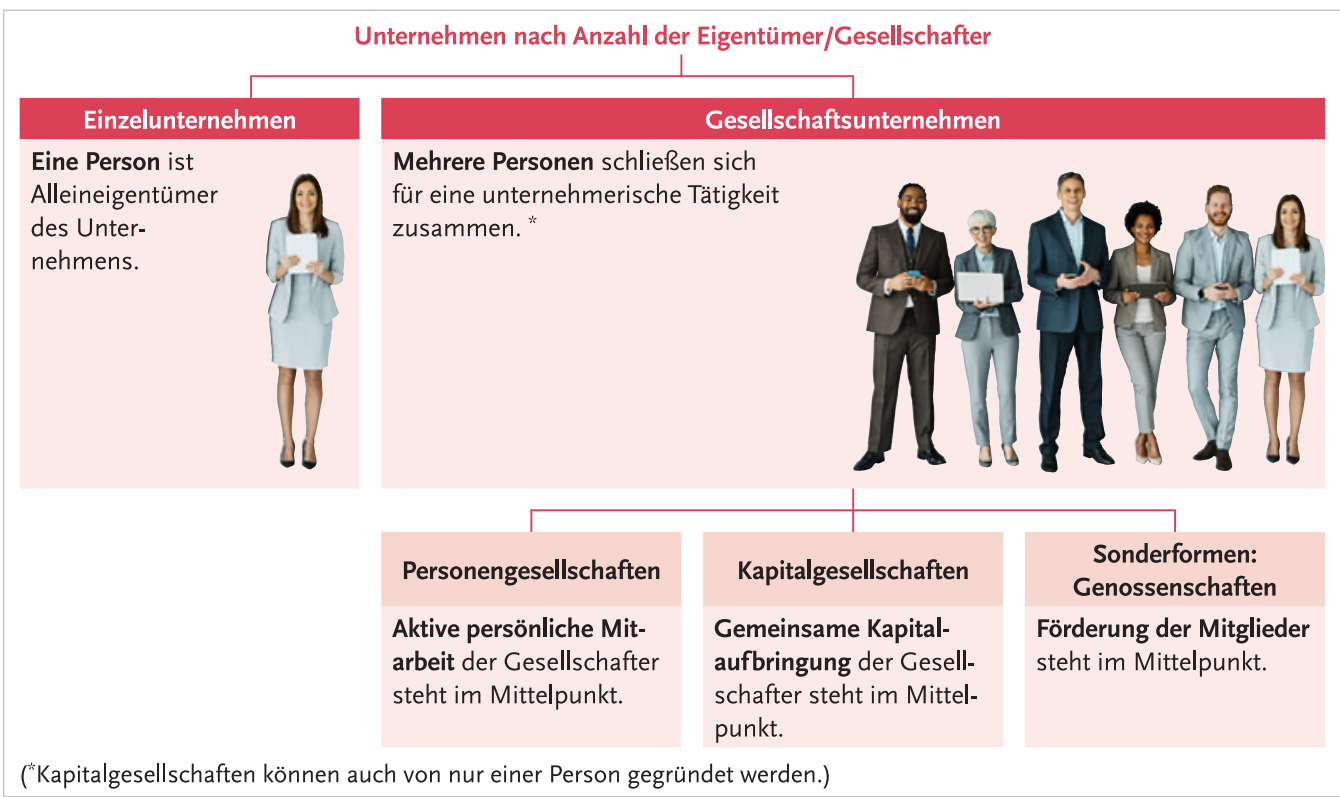 Unternehmen nach Anzahl der Eigentümer/Gesellschafter
Einzelunternehmen
Eine Person ist
Alleineigentümer
des Unter-
nehmens.
Gesellschaftsunternehmen
Mehrere Personen schließen sich
für eine unternehmerische Tätigkeit
zusammen. *
Personengesellschaften
Aktive persönliche Mit-
arbeit der Gesellschafter
steht im Mittelpunkt.
Kapitalgesellschaften
Gemeinsame Kapital-
aufbringung der Gesell-
schafter steht im Mittel-
punkt.
Sonderformen:
Genossenschaften
Förderung der Mitglieder
steht im Mittelpunkt.
(*Kapitalgesellschaften können auch von nur einer Person gegründet werden.)